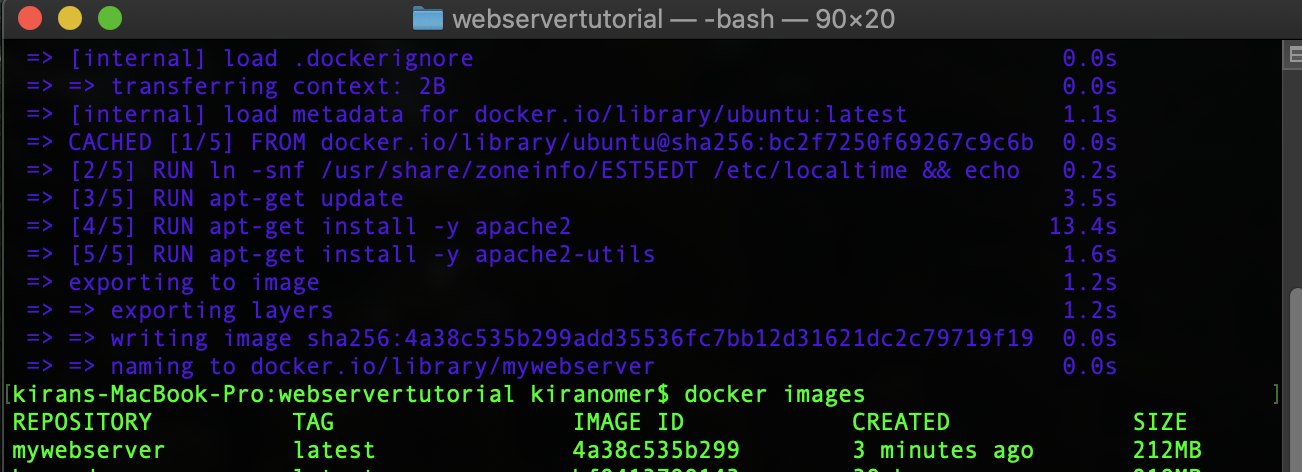 webservertutorial — -bash — 90×20
=> [internal] load .dockerignore 0.0s
=> => transferring context: 2B 0.0s
=> [internal] load metadata for docker.io/library/ubuntu:latest 1.1s
=> CACHED [1/5] FROM docker.io/library/ubuntu@sha256:bc2f7250f69267c9c6b 0.0s
=> [2/5] RUN ln -snf /usr/share/zoneinfo/EST5EDT /etc/localtime && echo 0.2s
=> [3/5] RUN apt-get update 3.5s
=> [4/5] RUN apt-get install -y apache2 13.4s
=> [5/5] RUN apt-get install -y apache2-utils 1.6s
=> exporting to image 1.2s
=> => exporting layers 1.2s
=> => writing image sha256:4a38c535b299add35536fc7bb12d31621dc2c79719f19 0.0s
=> => naming to docker.io/library/mywebserver 0.0s
[kirans-MacBook-Pro:webservertutorial kiranomer$ docker images ]
REPOSITORY TAG IMAGE ID CREATED SIZE
mywebserver latest 4a38c535b299 3 minutes ago 212MB